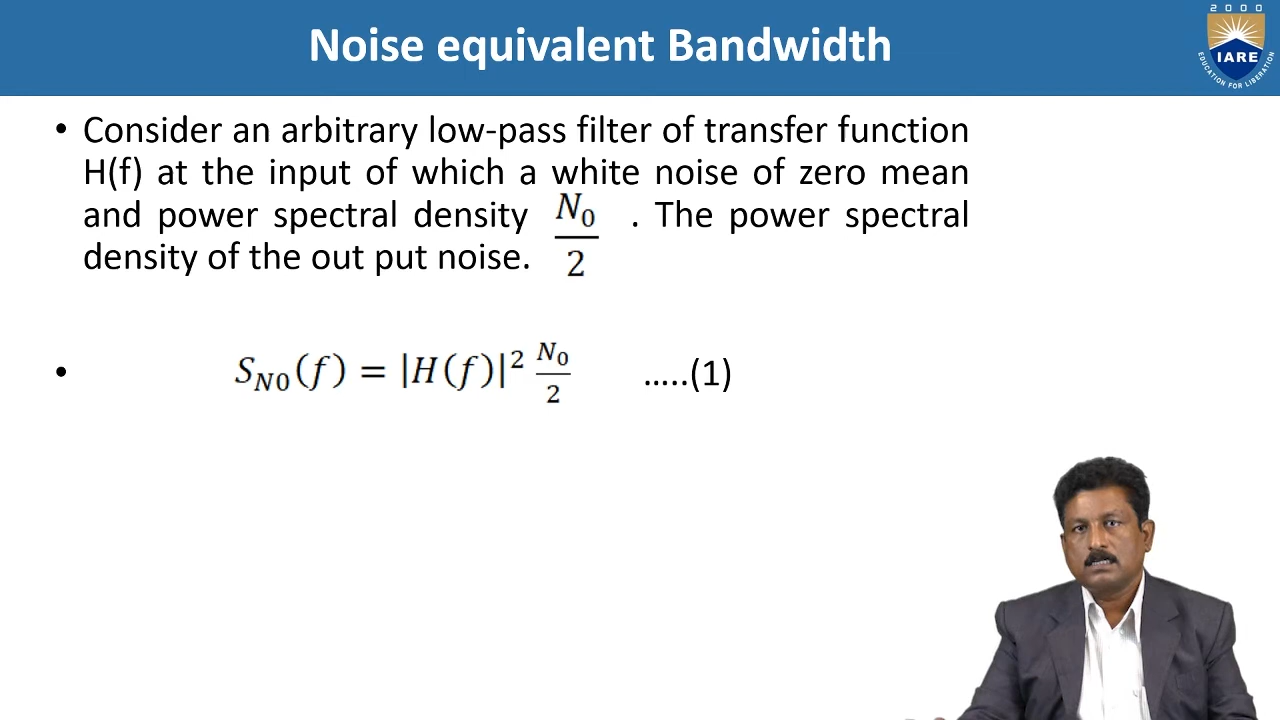 Noise equivalent Bandwidth
2000
IARE
EDUCATION FOR LIBERATION
• Consider an arbitrary low-pass filter of transfer function
H(f) at the input of which a white noise of zero mean
and power spectral density N₀/2 . The power spectral
density of the out put noise.
• S_{N0}(f) = |H(f)|² N₀/2 .....(1)